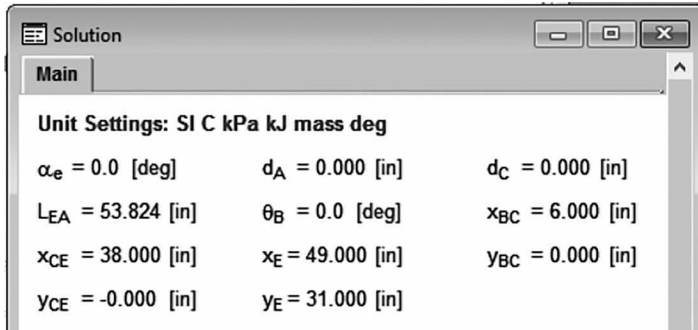 Solution
Main
Unit Settings: SI C kPa kJ mass deg
αe = 0.0 [deg] dA = 0.000 [in] dC = 0.000 [in]
LEA = 53.824 [in] θB = 0.0 [deg] xBC = 6.000 [in]
xCE = 38.000 [in] xE = 49.000 [in] yBC = 0.000 [in]
yCE = -0.000 [in] yE = 31.000 [in]